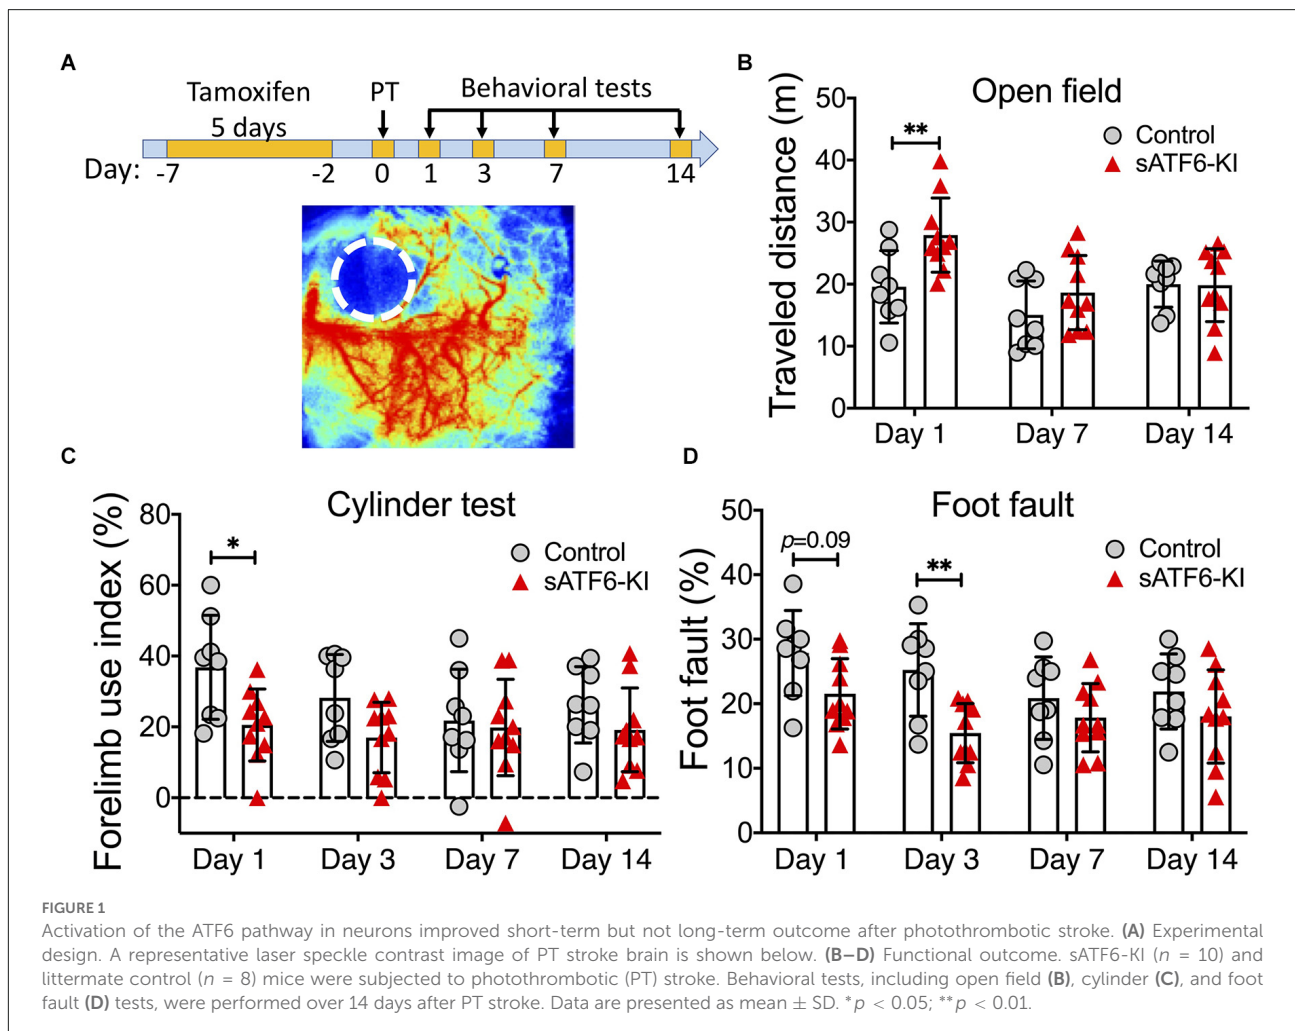 A
Tamoxifen
5 days
PT
Behavioral tests
Day:
-7
-2
0
1
3
7
14
B
Open field
Traveled distance (m)
50
40
30
20
10
0
**
Control
sATF6-KI
Day 1
Day 7
Day 14
C
Cylinder test
Forelimb use index (%)
80
60
40
20
0
*
Control
sATF6-KI
Day 1
Day 3
Day 7
Day 14
D
Foot fault
Foot fault (%)
50
40
30
20
10
0
p=0.09
**
Control
sATF6-KI
Day 1
Day 3
Day 7
Day 14
FIGURE 1
Activation of the ATF6 pathway in neurons improved short-term but not long-term outcome after photothrombotic stroke. (A) Experimental
design. A representative laser speckle contrast image of PT stroke brain is shown below. (B–D) Functional outcome. sATF6-KI (n = 10) and
littermate control (n = 8) mice were subjected to photothrombotic (PT) stroke. Behavioral tests, including open field (B), cylinder (C), and foot
fault (D) tests, were performed over 14 days after PT stroke. Data are presented as mean ± SD. *p < 0.05; **p < 0.01.